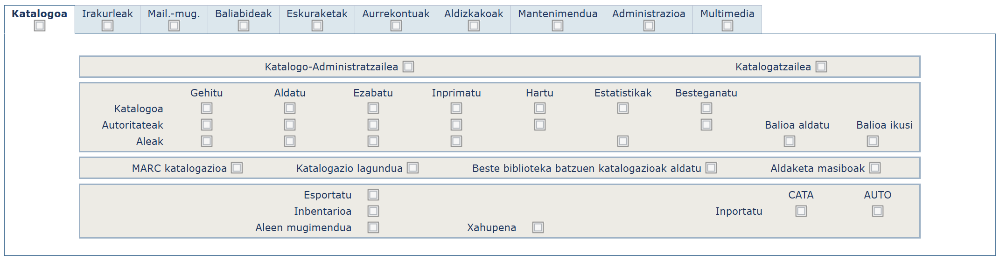 Katalogoa Irakurleak Mail.-mug. Baliabideak Eskuraketak Aurrekontuak Aldizkakoak Mantenimendua Administrazioa Multimedia
Katalogo-Administratzailea Katalogatzailea
Gehitu Aldatu Ezabatu Inprimatu Hartu Estatistikak Besteganatu
Katalogoa
Autoritateak Balioa aldatu Balioa ikusi
Aleak
MARC katalogazioa Katalogazio lagundua Beste biblioteka batzuen katalogazioak aldatu Aldaketa masiboak
Esportatu CATA AUTO
Inbentarioa Inportatu
Aleen mugimendua Xahupena